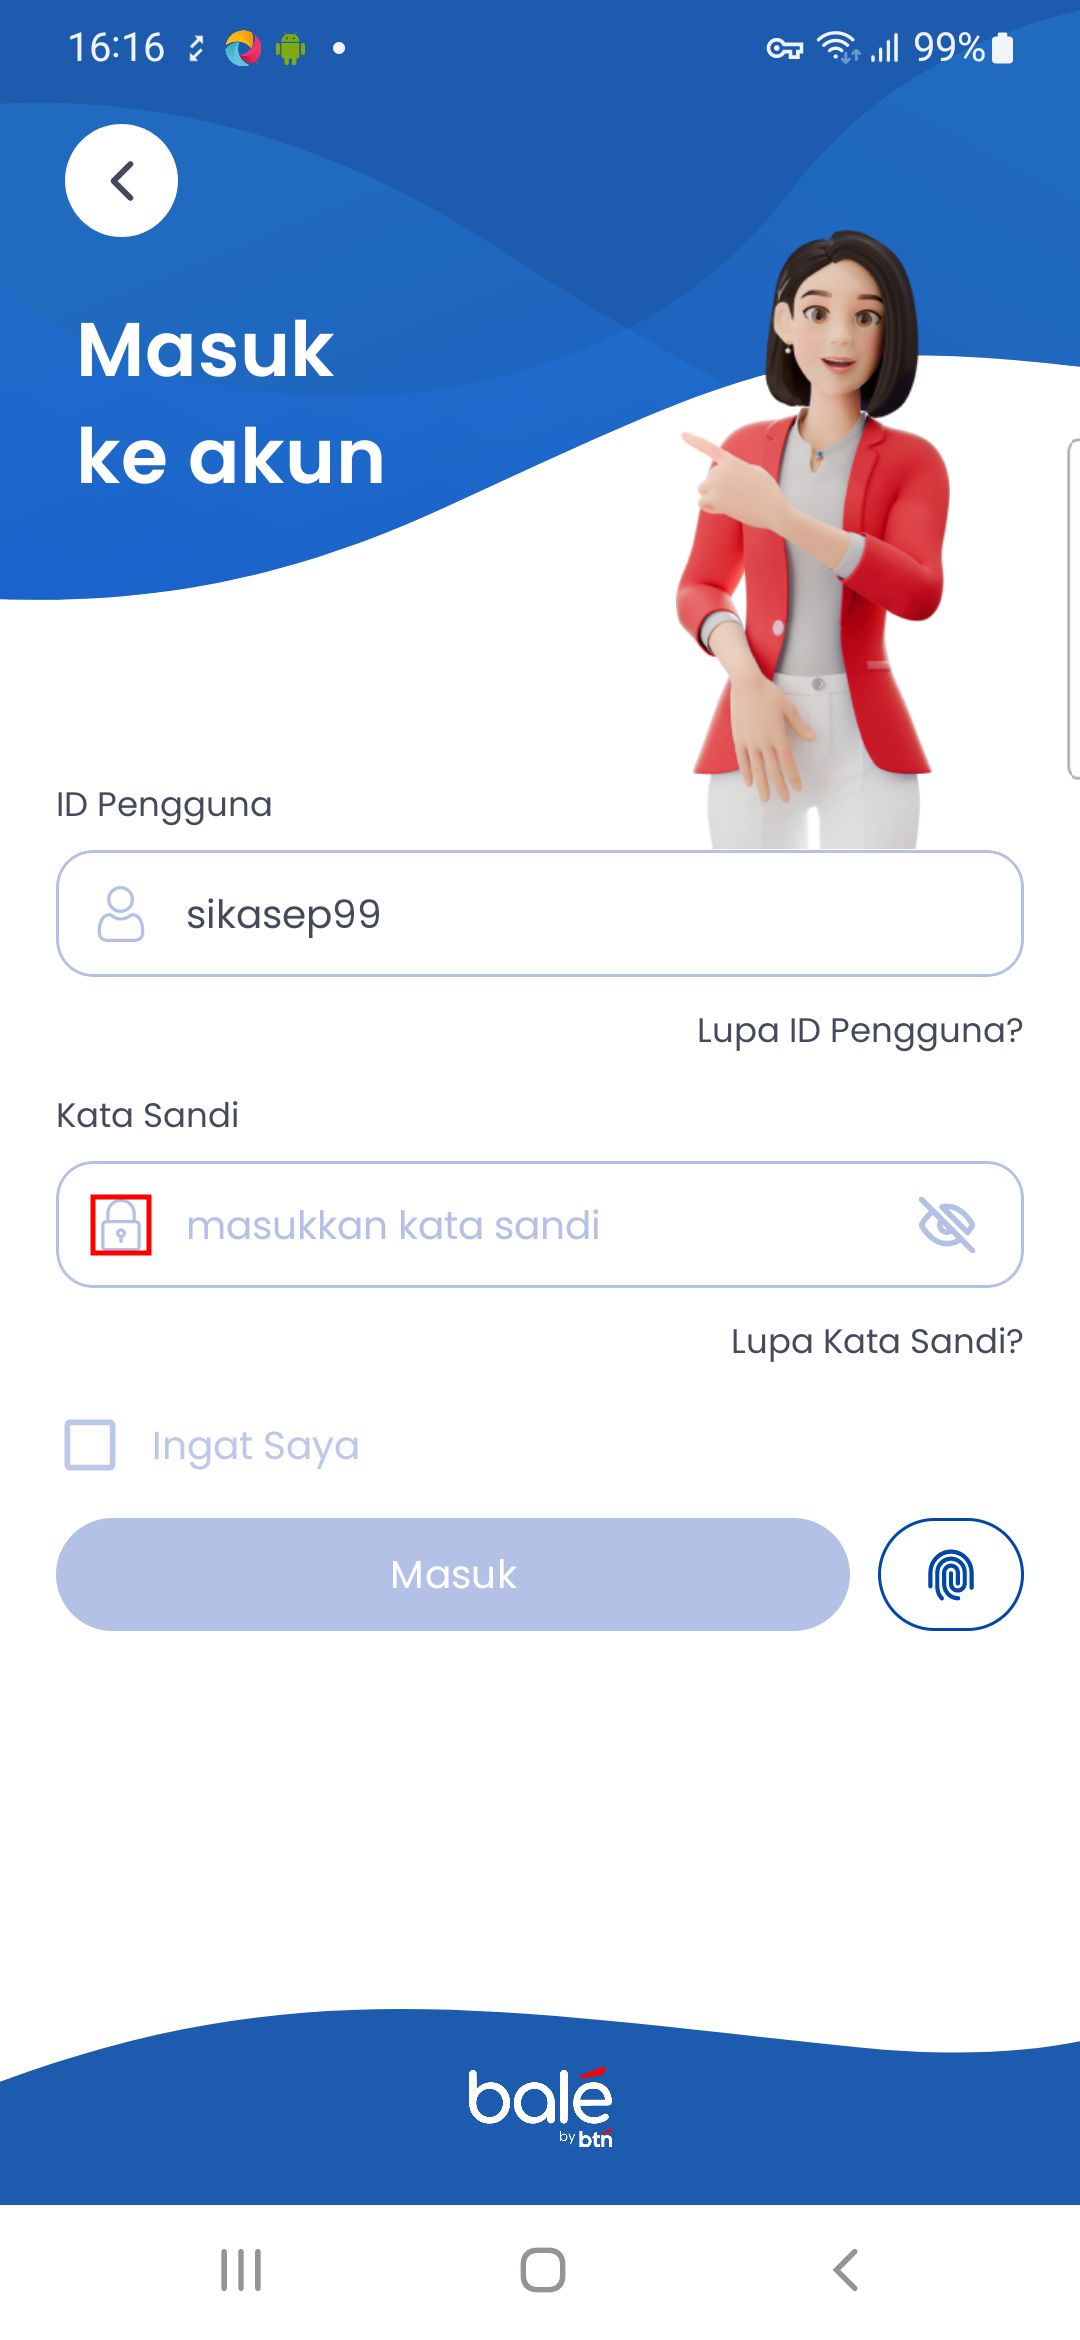 16:16
99%
Masuk
ke akun
ID Pengguna
sikasep99
Lupa ID Pengguna?
Kata Sandi
masukkan kata sandi
Lupa Kata Sandi?
Ingat Saya
Masuk
balé
by btn